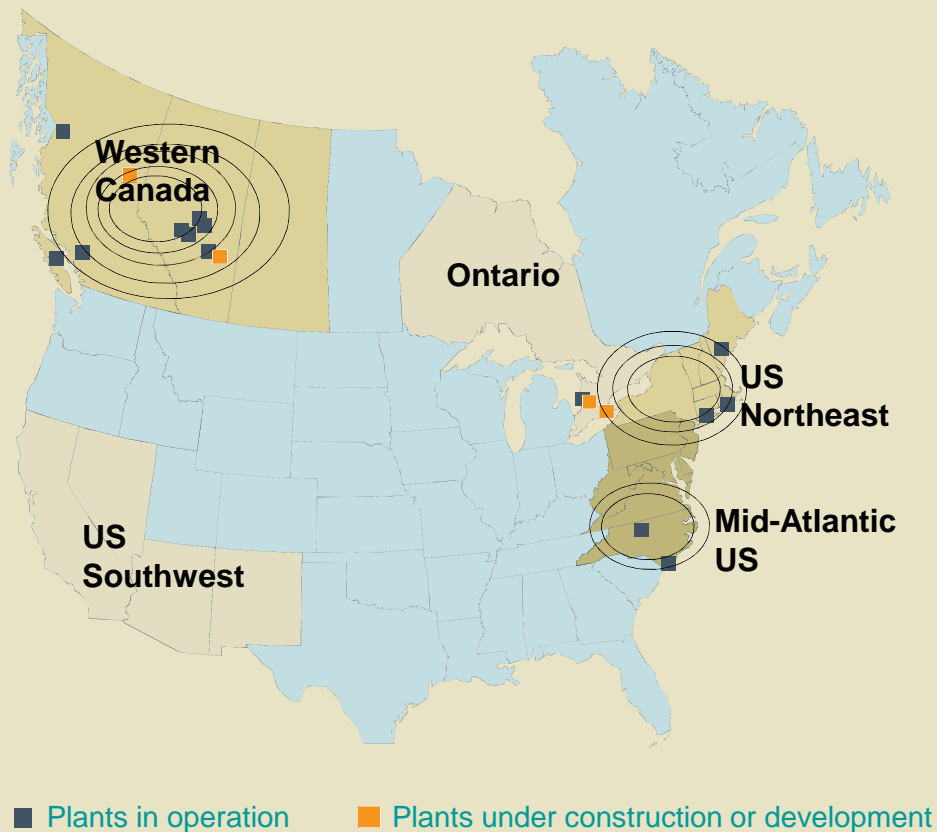 Western
Canada
Ontario
US
Northeast
US
Southwest
Mid-Atlantic
US
Plants in operation
Plants under construction or development